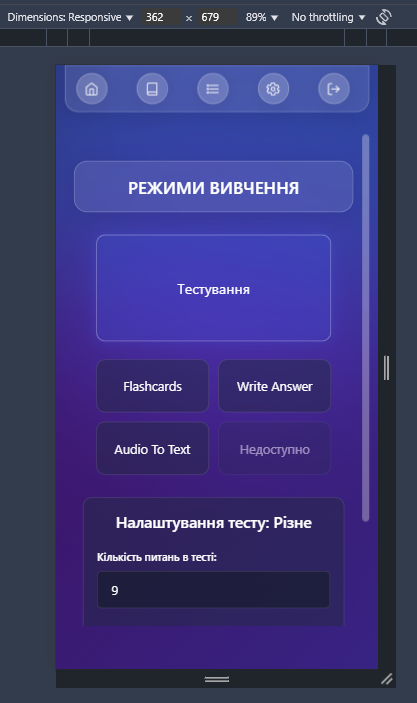 Dimensions: Responsive 362 x 679 89% No throttling
РЕЖИМИ ВИВЧЕННЯ
Тестування
Flashcards Write Answer
Audio To Text Недоступно
Налаштування тесту: Різне
Кількість питань в тесті:
9